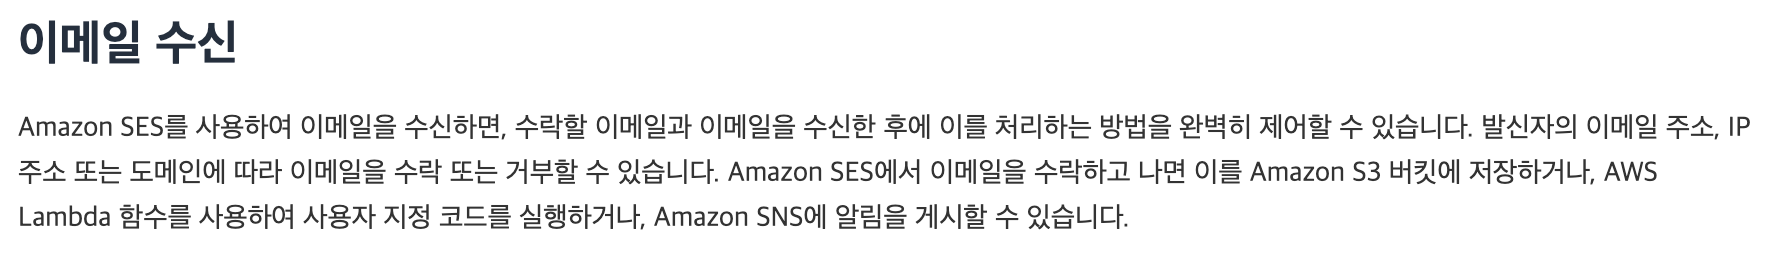 이메일 수신
Amazon SES를 사용하여 이메일을 수신하면, 수락할 이메일과 이메일을 수신한 후에 이를 처리하는 방법을 완벽히 제어할 수 있습니다. 발신자의 이메일 주소, IP
주소 또는 도메인에 따라 이메일을 수락 또는 거부할 수 있습니다. Amazon SES에서 이메일을 수락하고 나면 이를 Amazon S3 버킷에 저장하거나, AWS
Lambda 함수를 사용하여 사용자 지정 코드를 실행하거나, Amazon SNS에 알림을 게시할 수 있습니다.